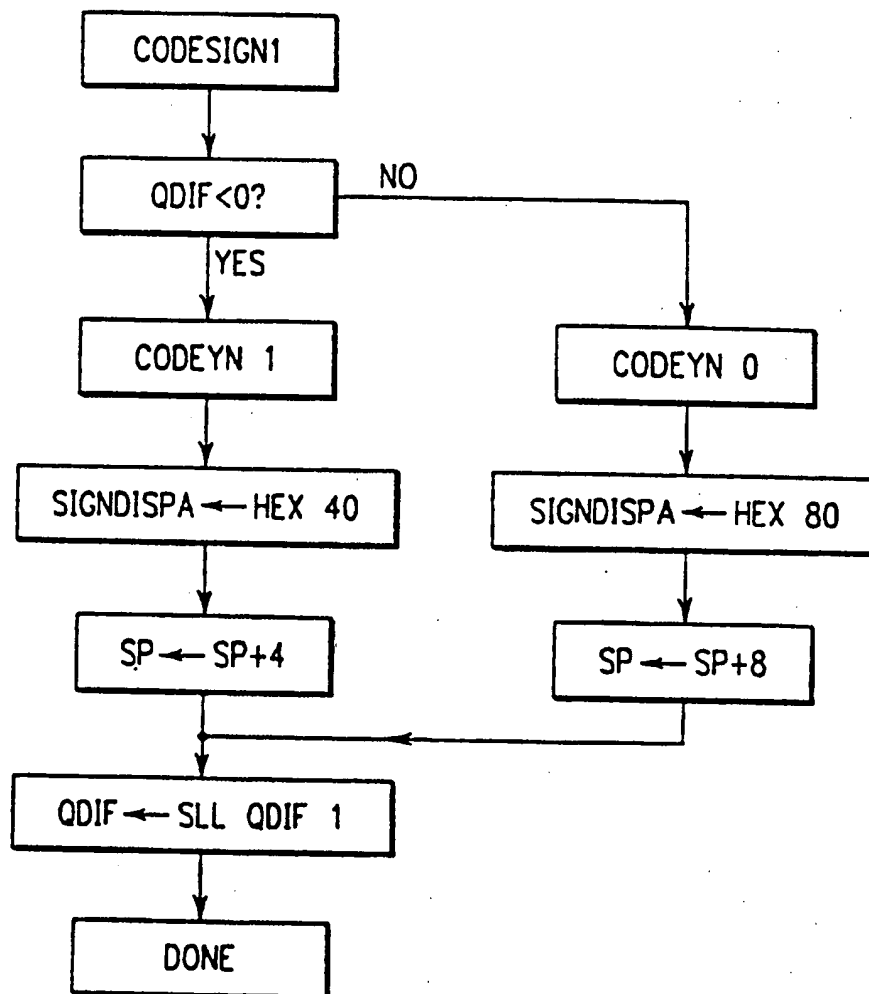 CODESIGN1
QDIF<0?
NO
YES
CODEYN 1
CODEYN 0
SIGNDISPA ← HEX 40
SIGNDISPA ← HEX 80
SP ← SP+4
SP ← SP+8
QDIF ← SLL QDIF 1
DONE